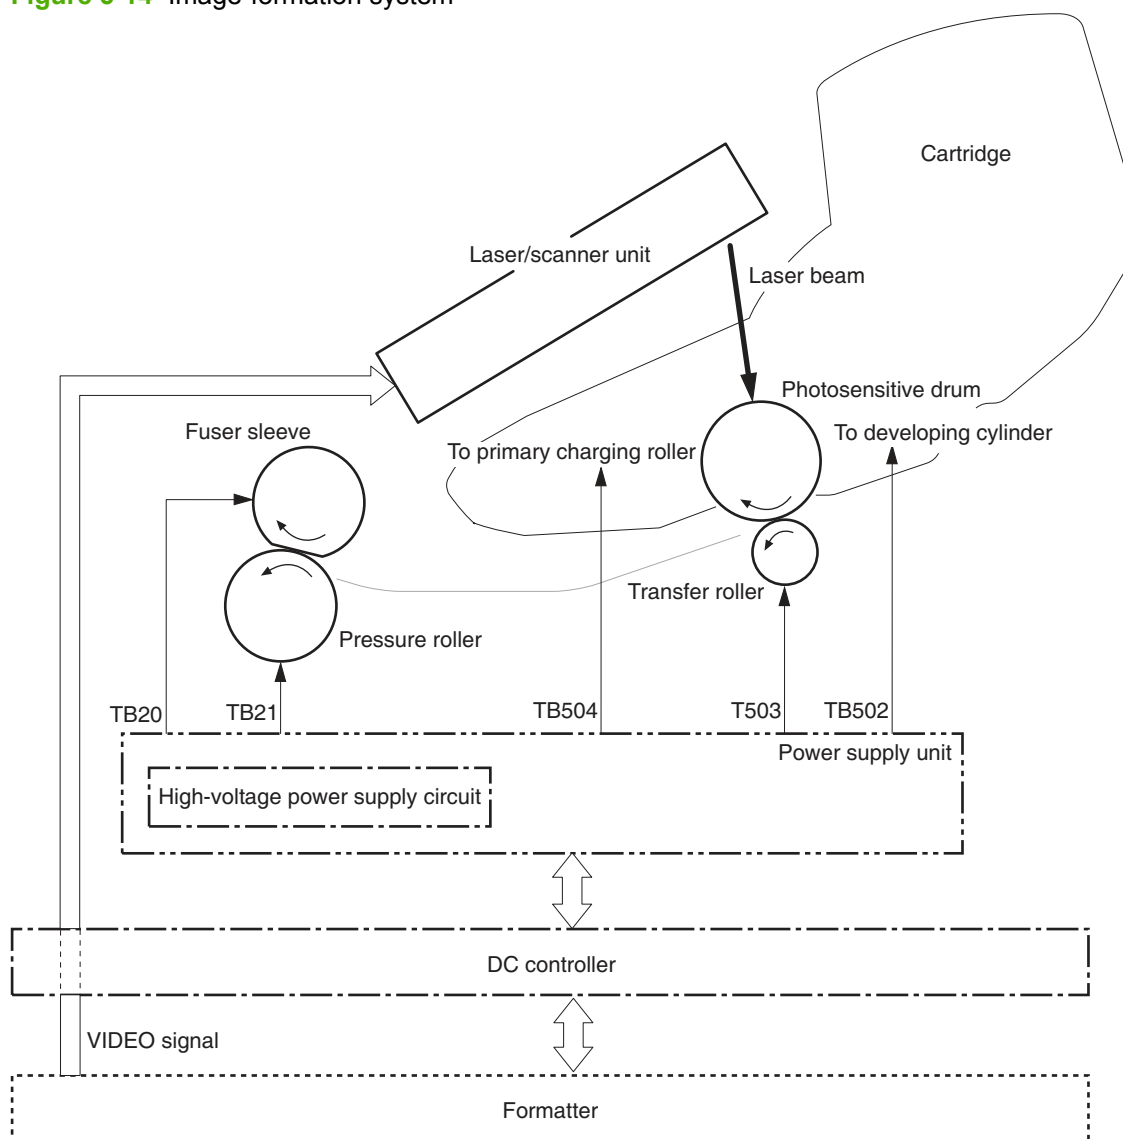 Figure 5-14 Image-formation system
Cartridge
Laser/scanner unit
Laser beam
Photosensitive drum
Fuser sleeve
To developing cylinder
To primary charging roller
Transfer roller
Pressure roller
TB20
TB21
TB504
T503
TB502
Power supply unit
High-voltage power supply circuit
DC controller
VIDEO signal
Formatter